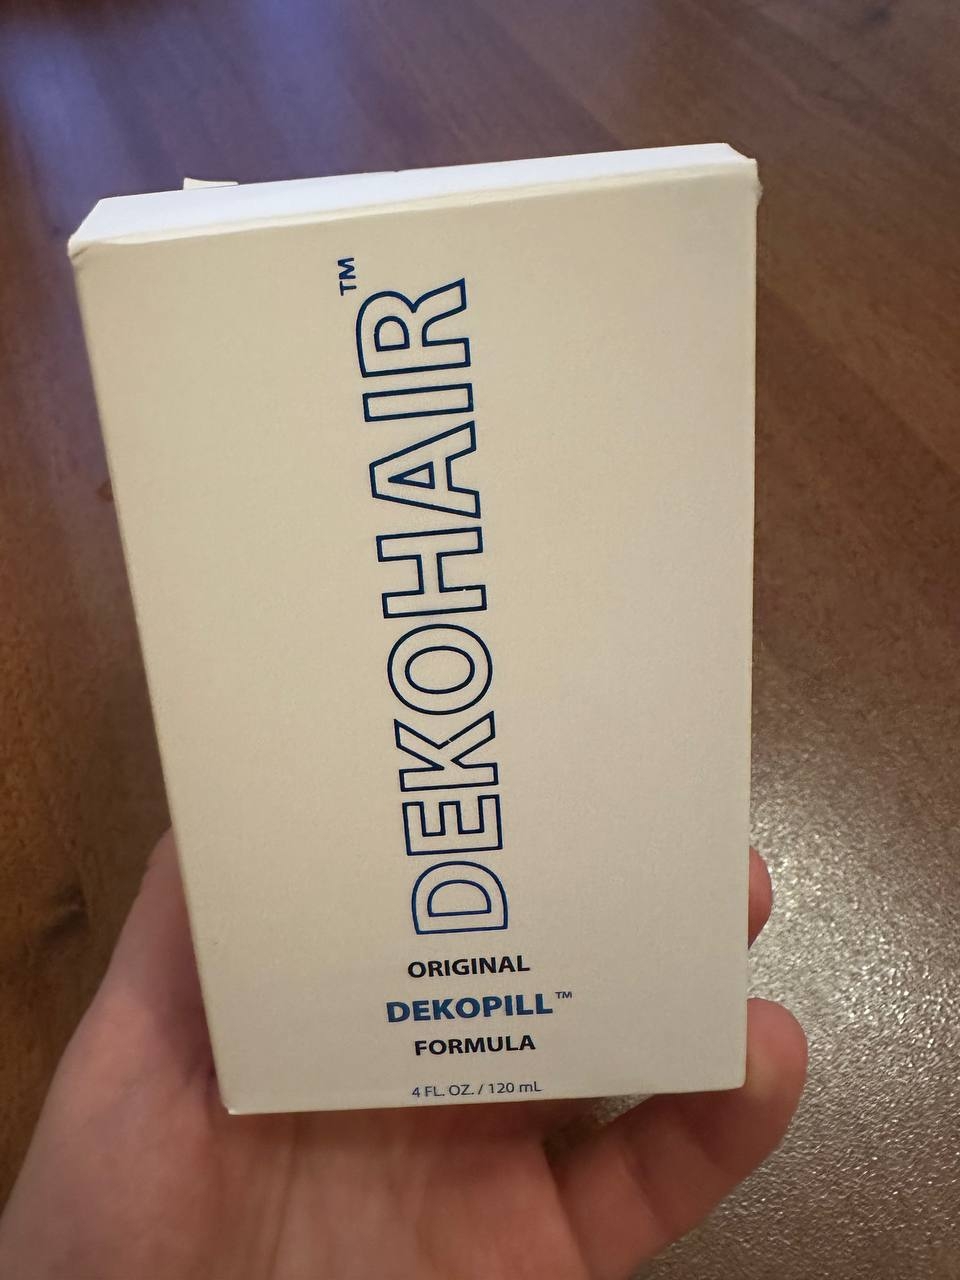 DEKOHAIR™
ORIGINAL
DEKOPILL™
FORMULA
4 FL. OZ. / 120 mL